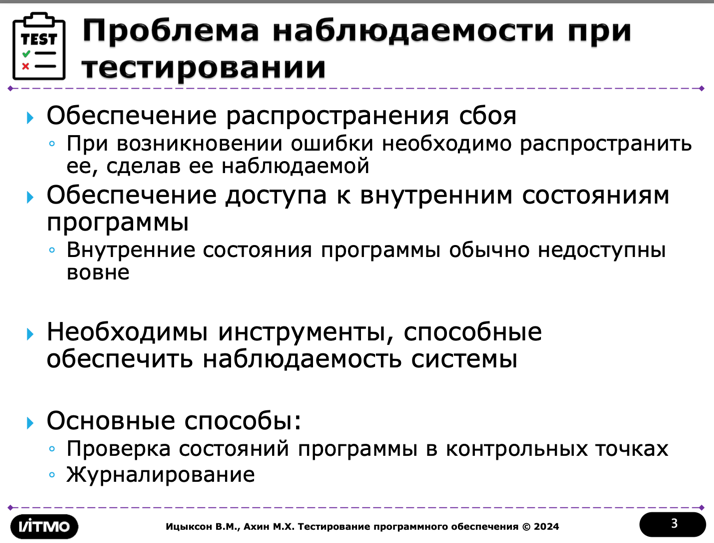 TEST
Проблема наблюдаемости при
тестировании
Обеспечение распространения сбоя
При возникновении ошибки необходимо распространить
ее, сделав ее наблюдаемой
Обеспечение доступа к внутренним состояниям
программы
Внутренние состояния программы обычно недоступны
вовне
Необходимы инструменты, способные
обеспечить наблюдаемость системы
Основные способы:
Проверка состояний программы в контрольных точках
Журналирование
ИТМО
Ицыксон В.М., Ахин М.Х. Тестирование программного обеспечения © 2024
3